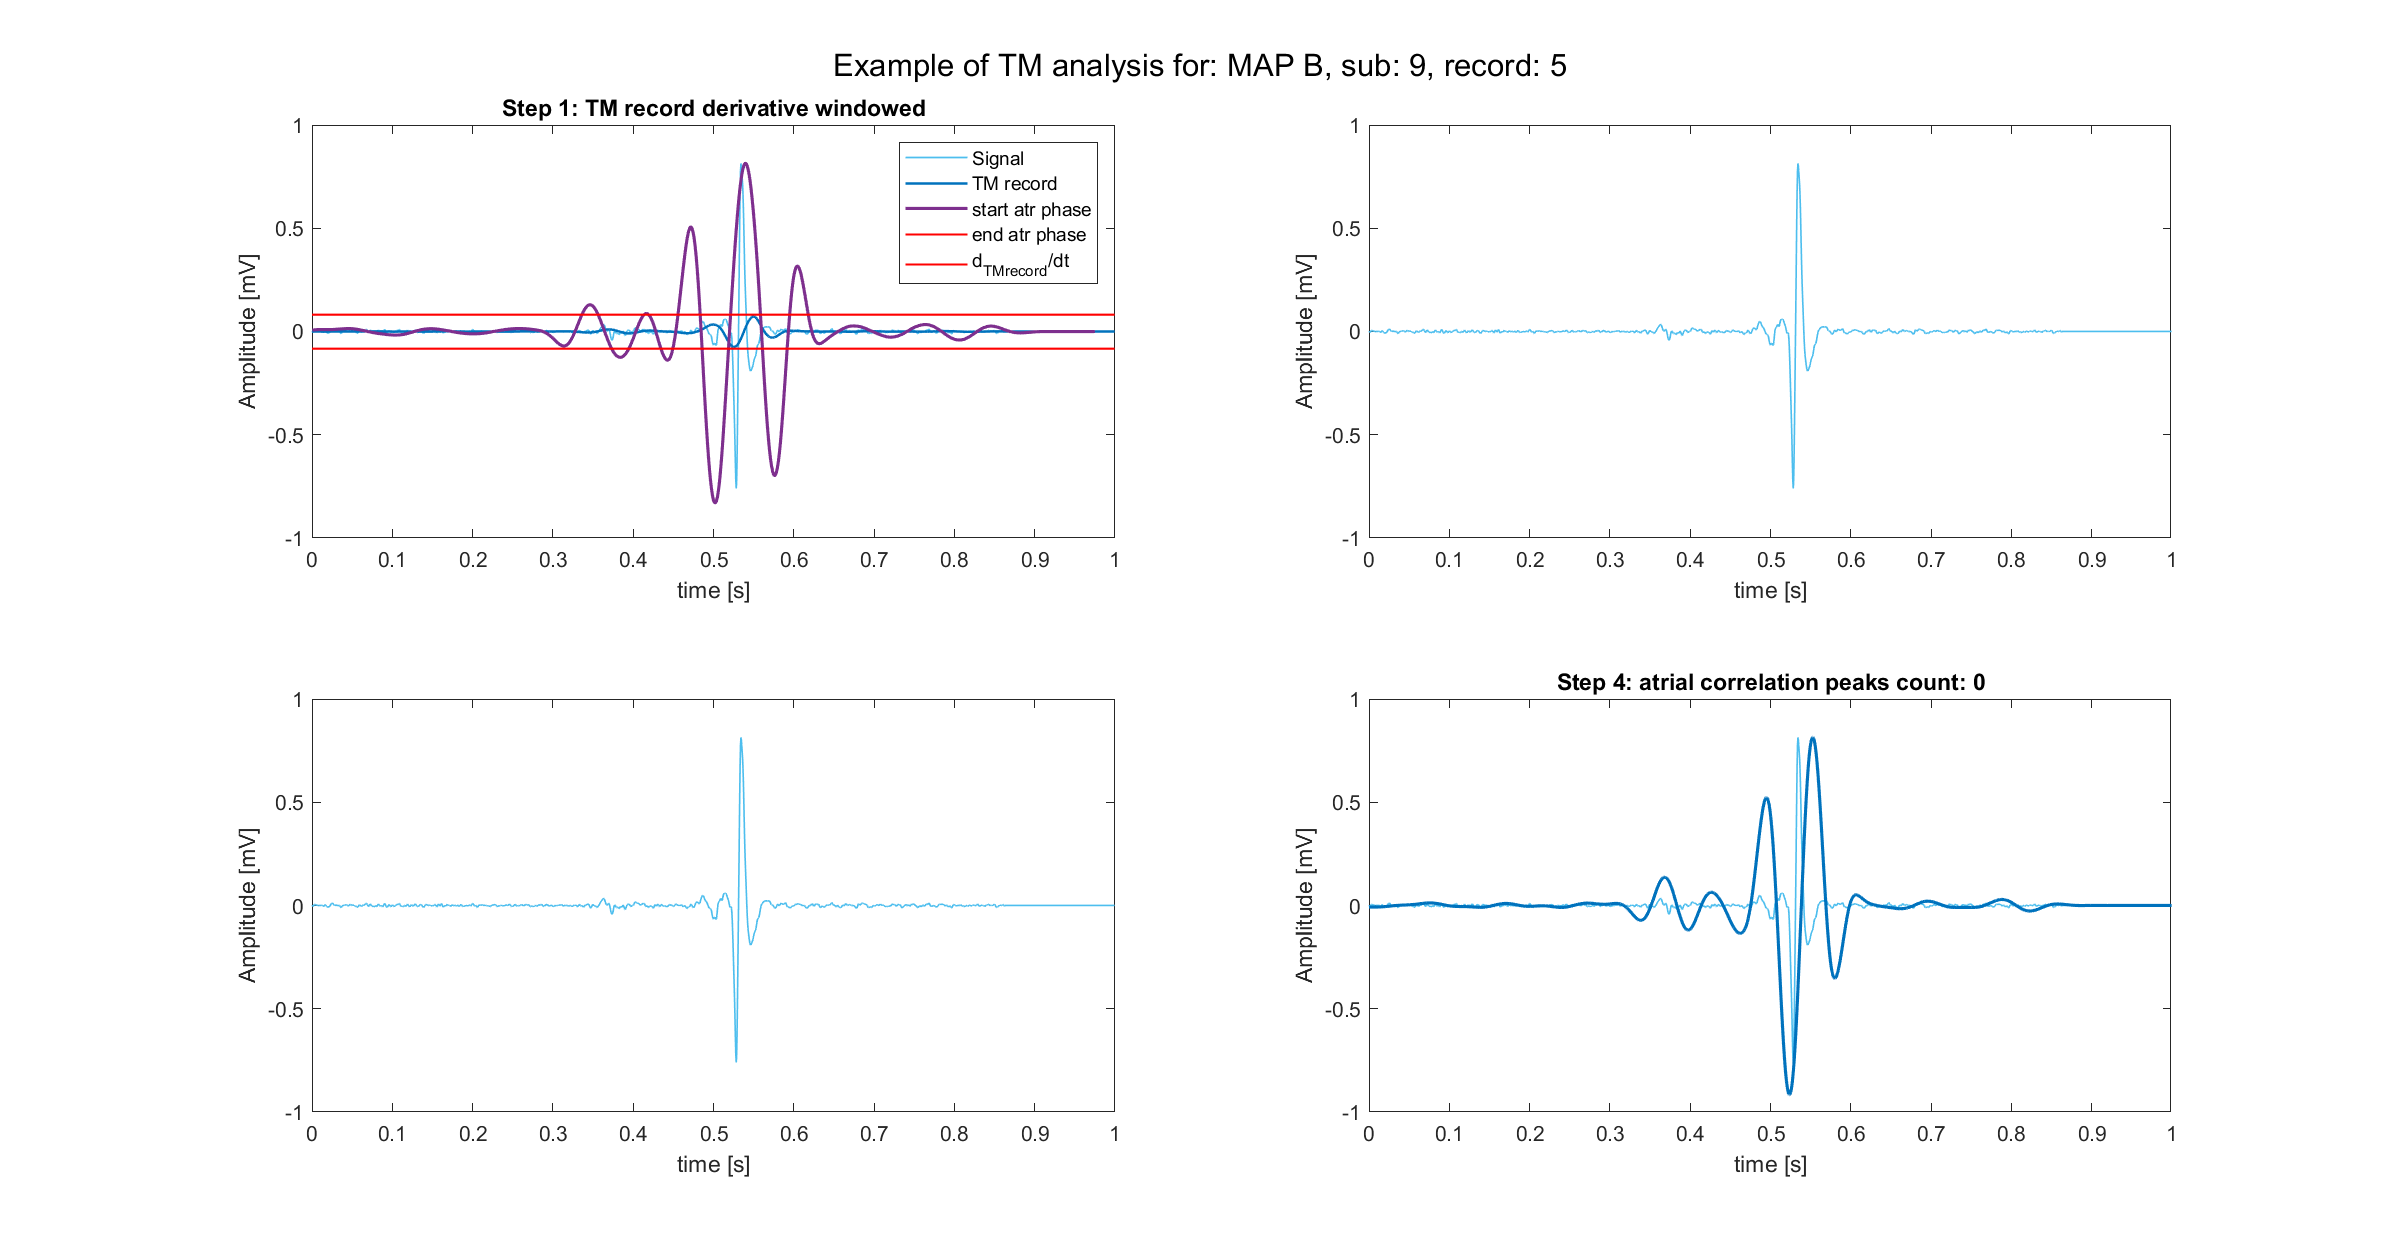 Example of TM analysis for: MAP B, sub: 9, record: 5
Step 1: TM record derivative windowed
Signal
TM record
start atr phase
end atr phase
d_TMrecord/dt
1
0.5
0
-0.5
-1
Amplitude [mV]
0 0.1 0.2 0.3 0.4 0.5 0.6 0.7 0.8 0.9 1
time [s]
1
0.5
0
-0.5
-1
Amplitude [mV]
0 0.1 0.2 0.3 0.4 0.5 0.6 0.7 0.8 0.9 1
time [s]
1
0.5
0
-0.5
-1
Amplitude [mV]
0 0.1 0.2 0.3 0.4 0.5 0.6 0.7 0.8 0.9 1
time [s]
Step 4: atrial correlation peaks count: 0
1
0.5
0
-0.5
-1
Amplitude [mV]
0 0.1 0.2 0.3 0.4 0.5 0.6 0.7 0.8 0.9 1
time [s]